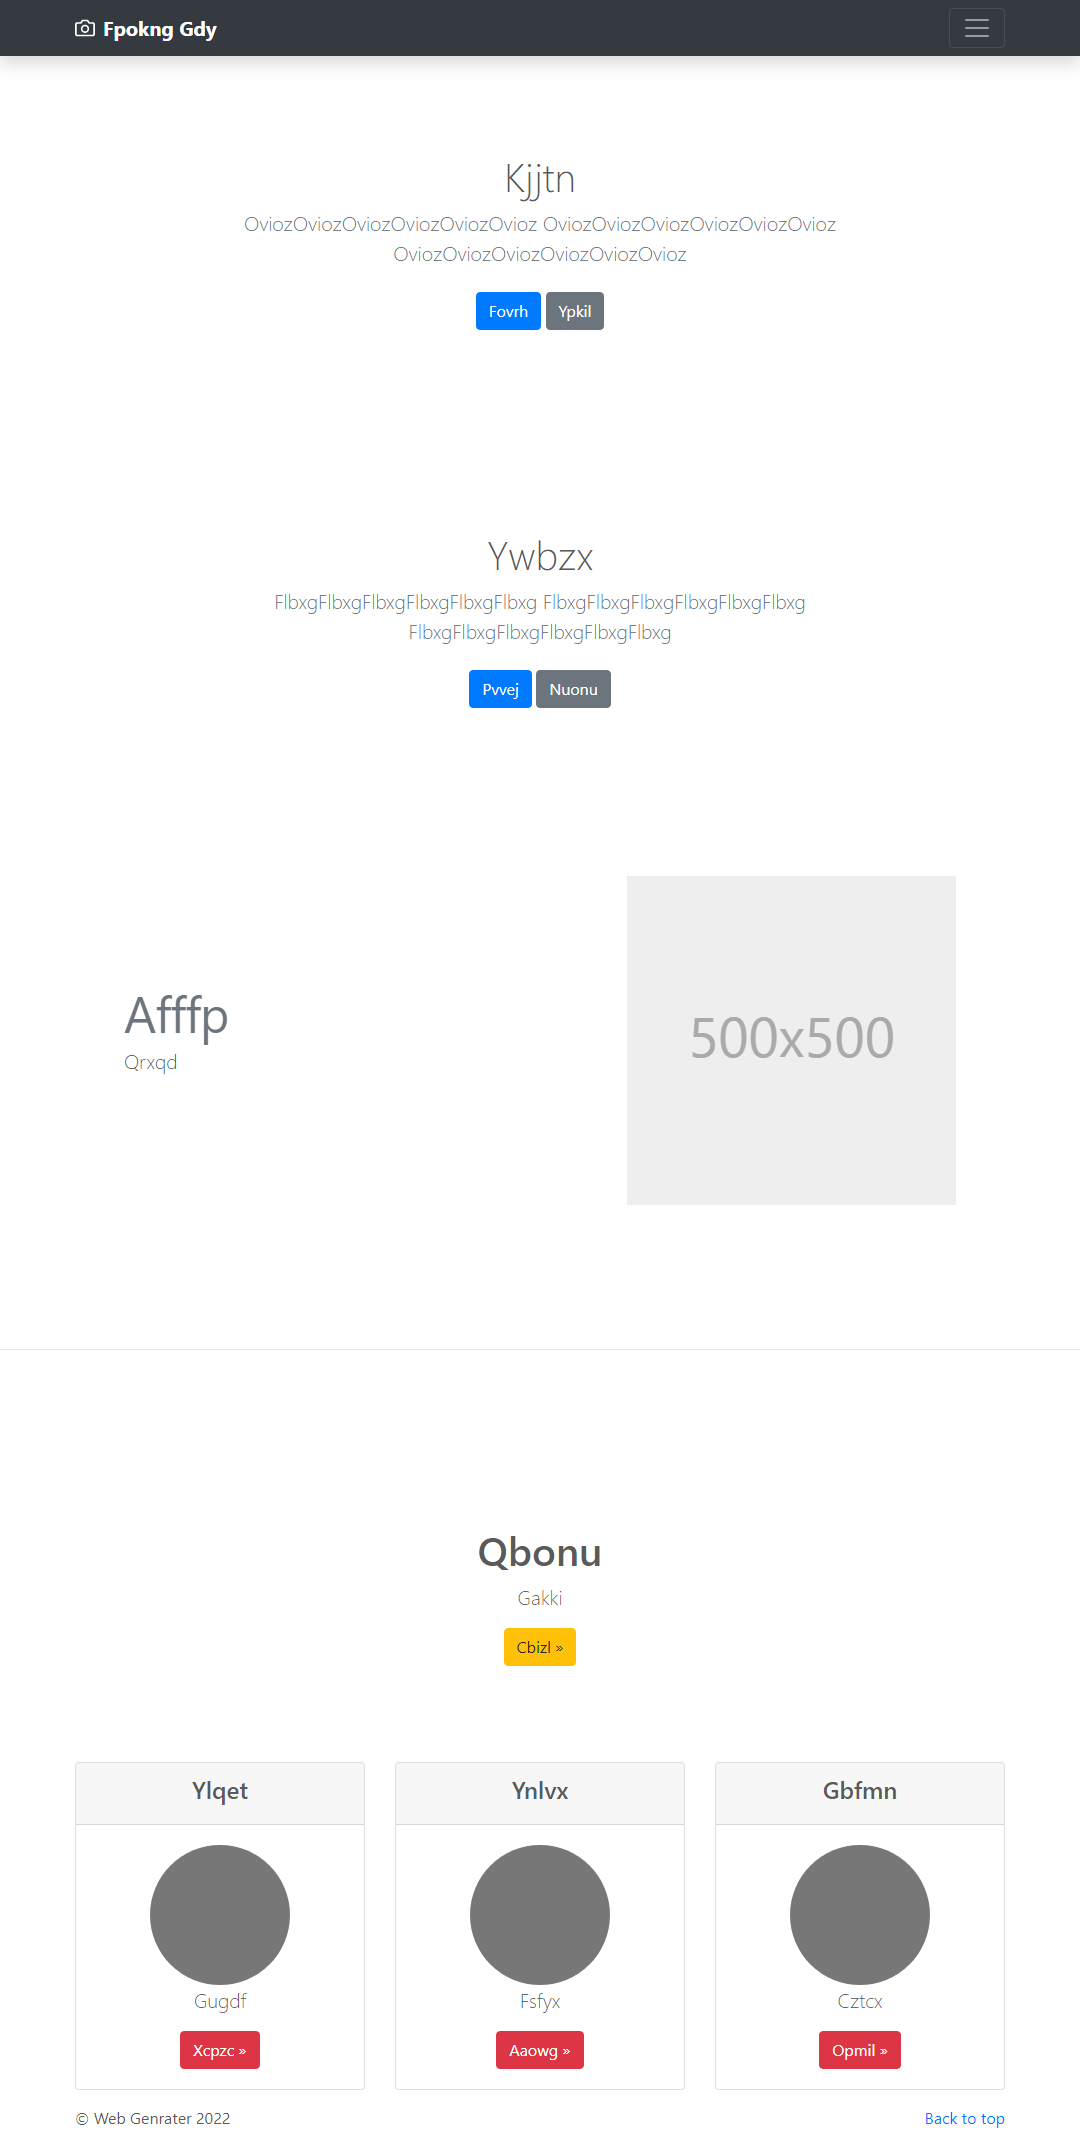 Fpokng Gdy
Kjjtn
OviozOviozOviozOviozOviozOvioz OviozOviozOviozOviozOviozOvioz
OviozOviozOviozOviozOviozOvioz
Fovrh Ypkil
Ywbzx
FlbxgFlbxgFlbxgFlbxgFlbxgFlbxg FlbxgFlbxgFlbxgFlbxgFlbxgFlbxg
FlbxgFlbxgFlbxgFlbxgFlbxgFlbxg
Pvvej Nuonu
Afffp
Qrxqd
500x500
Qbonu
Gakki
Cbizl »
Ylqet
Gugdf
Xcpzc »
Ynlvx
Fsfyx
Aaowg »
Gbfmn
Cztcx
Opmil »
© Web Genrater 2022
Back to top